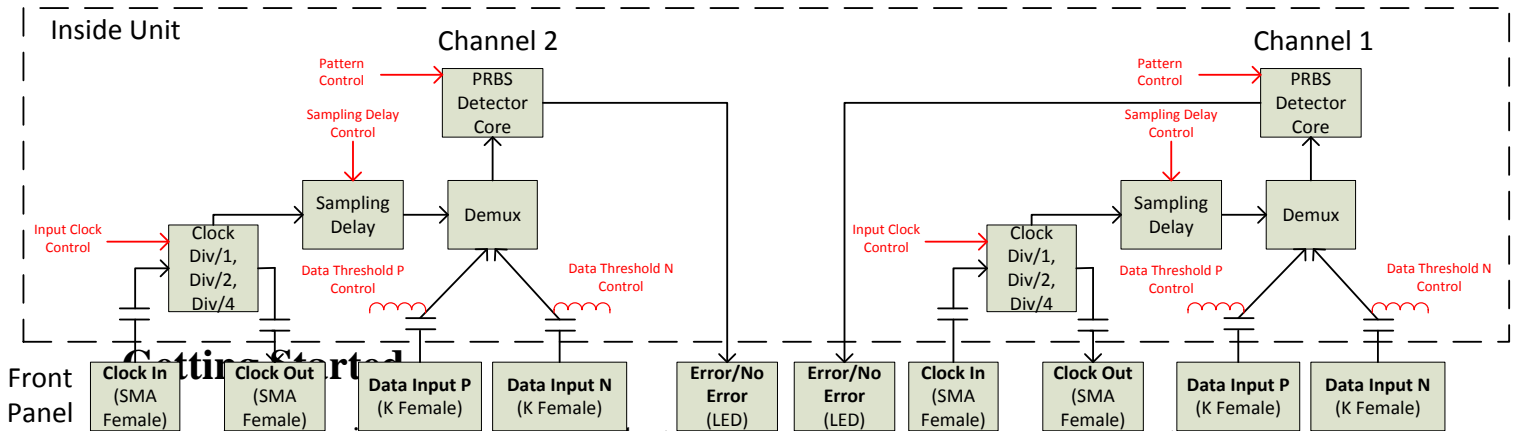 Inside Unit
Channel 2
Channel 1
Pattern
Control
PRBS
Detector
Core
Sampling Delay
Control
Sampling
Delay
Demux
Input Clock
Control
Clock
Div/1,
Div/2,
Div/4
Data Threshold P
Control
Data Threshold N
Control
Pattern
Control
PRBS
Detector
Core
Sampling Delay
Control
Sampling
Delay
Demux
Input Clock
Control
Clock
Div/1,
Div/2,
Div/4
Data Threshold P
Control
Data Threshold N
Control
Getting Started
Front
Panel
Clock In
(SMA
Female)
Clock Out
(SMA
Female)
Data Input P
(K Female)
Data Input N
(K Female)
Error/No
Error
(LED)
Error/No
Error
(LED)
Clock In
(SMA
Female)
Clock Out
(SMA
Female)
Data Input P
(K Female)
Data Input N
(K Female)